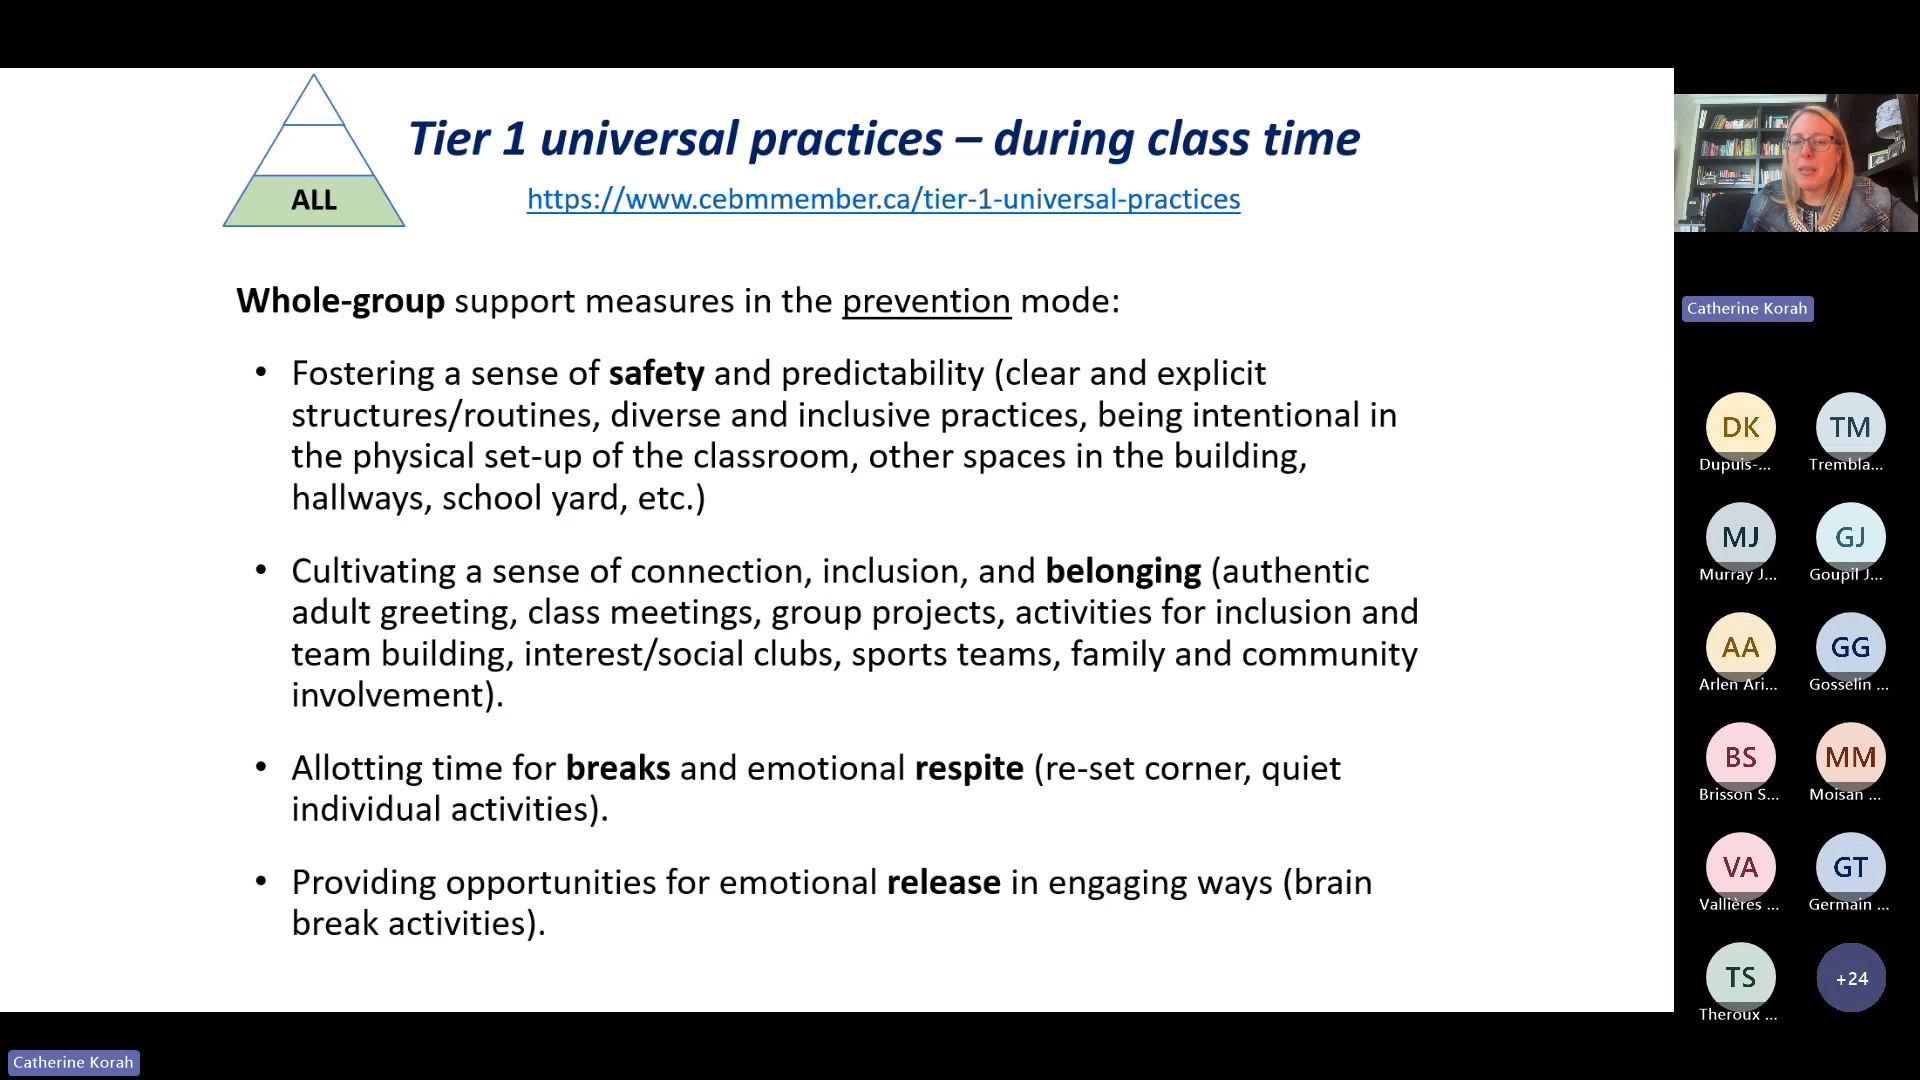 ALL
Tier 1 universal practices – during class time
https://www.cebmmember.ca/tier-1-universal-practices
Whole-group support measures in the prevention mode:
• Fostering a sense of safety and predictability (clear and explicit
structures/routines, diverse and inclusive practices, being intentional in
the physical set-up of the classroom, other spaces in the building,
hallways, school yard, etc.)
• Cultivating a sense of connection, inclusion, and belonging (authentic
adult greeting, class meetings, group projects, activities for inclusion and
team building, interest/social clubs, sports teams, family and community
involvement).
• Allotting time for breaks and emotional respite (re-set corner, quiet
individual activities).
• Providing opportunities for emotional release in engaging ways (brain
break activities).
Catherine Korah
DK
Dupuis-...
TM
Trembla...
MJ
Murray J...
GJ
Goupil J...
AA
Arlen Ari...
GG
Gosselin ...
BS
Brisson S...
MM
Moisan ...
VA
Vallières ...
GT
Germain ...
TS
Theroux ...
+24
Catherine Korah